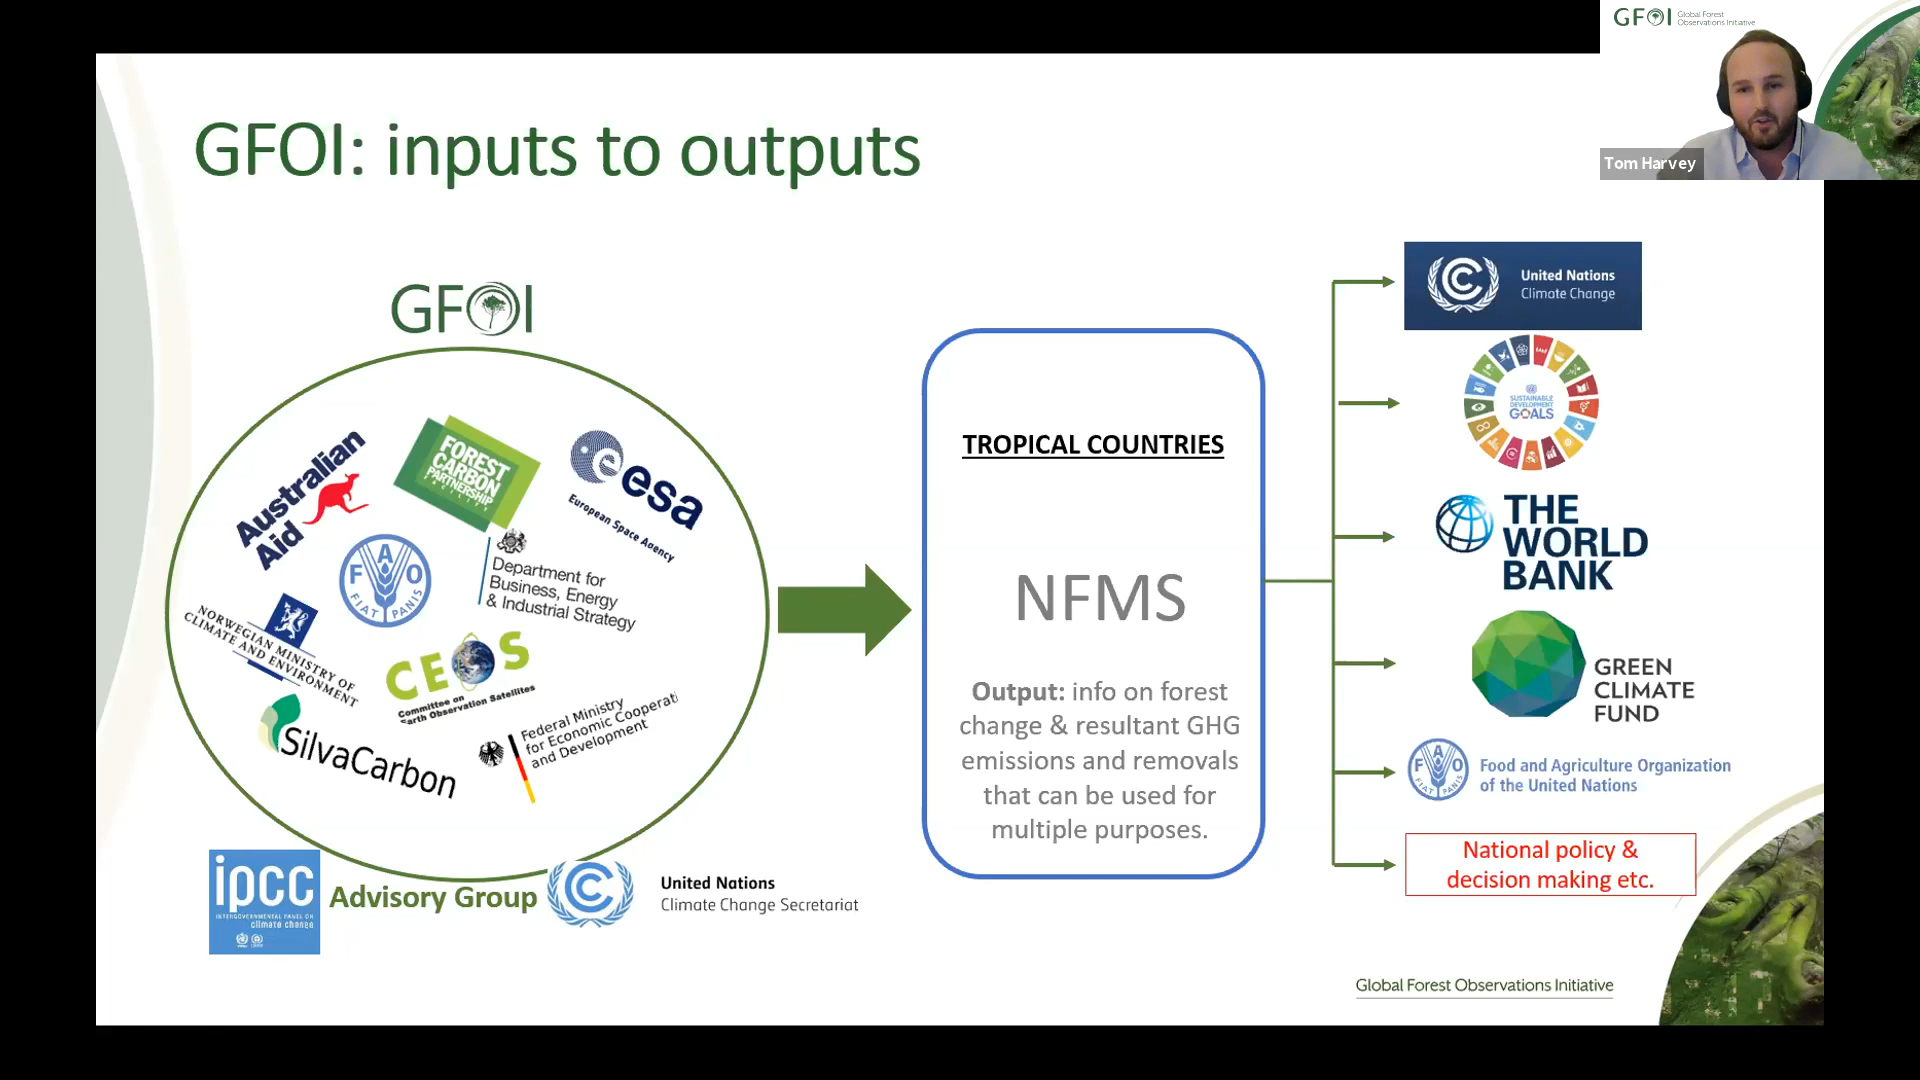 GFOI Global Forest
Observations Initiative
Tom Harvey
GFOI: inputs to outputs
GFOI
Australian
Aid
FOREST
CARBON
PARTNERSHIP
FACILITY
esa
European Space Agency
FAO
FIAT PANIS
Department for
Business, Energy
& Industrial Strategy
NORWEGIAN MINISTRY OF
CLIMATE AND ENVIRONMENT
CEOS
Committee on
Earth Observation Satellites
SilvaCarbon
Federal Ministry
for Economic Cooperati
and Development
ipcc
INTERGOVERNMENTAL PANEL ON
climate change
Advisory Group
United Nations
Climate Change Secretariat
TROPICAL COUNTRIES
NFMS
Output: info on forest
change & resultant GHG
emissions and removals
that can be used for
multiple purposes.
United Nations
Climate Change
SUSTAINABLE
DEVELOPMENT
GOALS
THE
WORLD
BANK
GREEN
CLIMATE
FUND
FAO
Food and Agriculture Organization
of the United Nations
National policy &
decision making etc.
Global Forest Observations Initiative